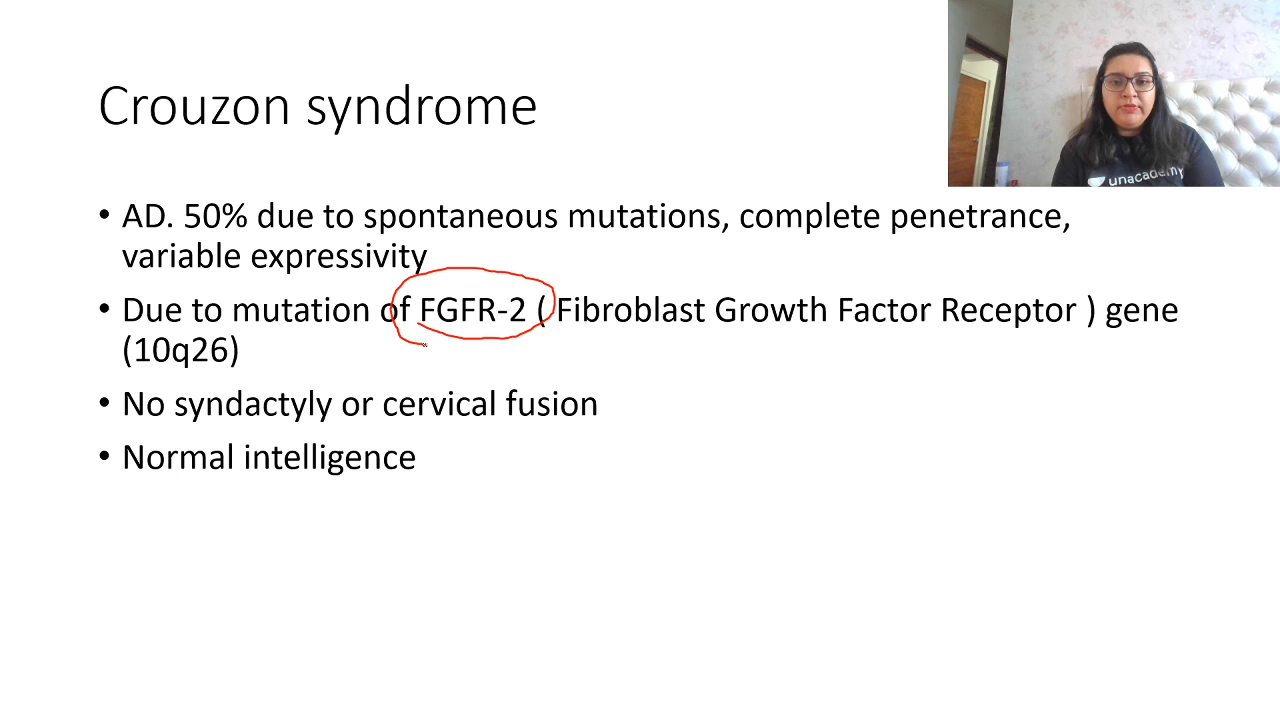 Crouzon syndrome
unacademy
• AD. 50% due to spontaneous mutations, complete penetrance,
variable expressivity
• Due to mutation of FGFR-2 ( Fibroblast Growth Factor Receptor ) gene
(10q26)
• No syndactyly or cervical fusion
• Normal intelligence